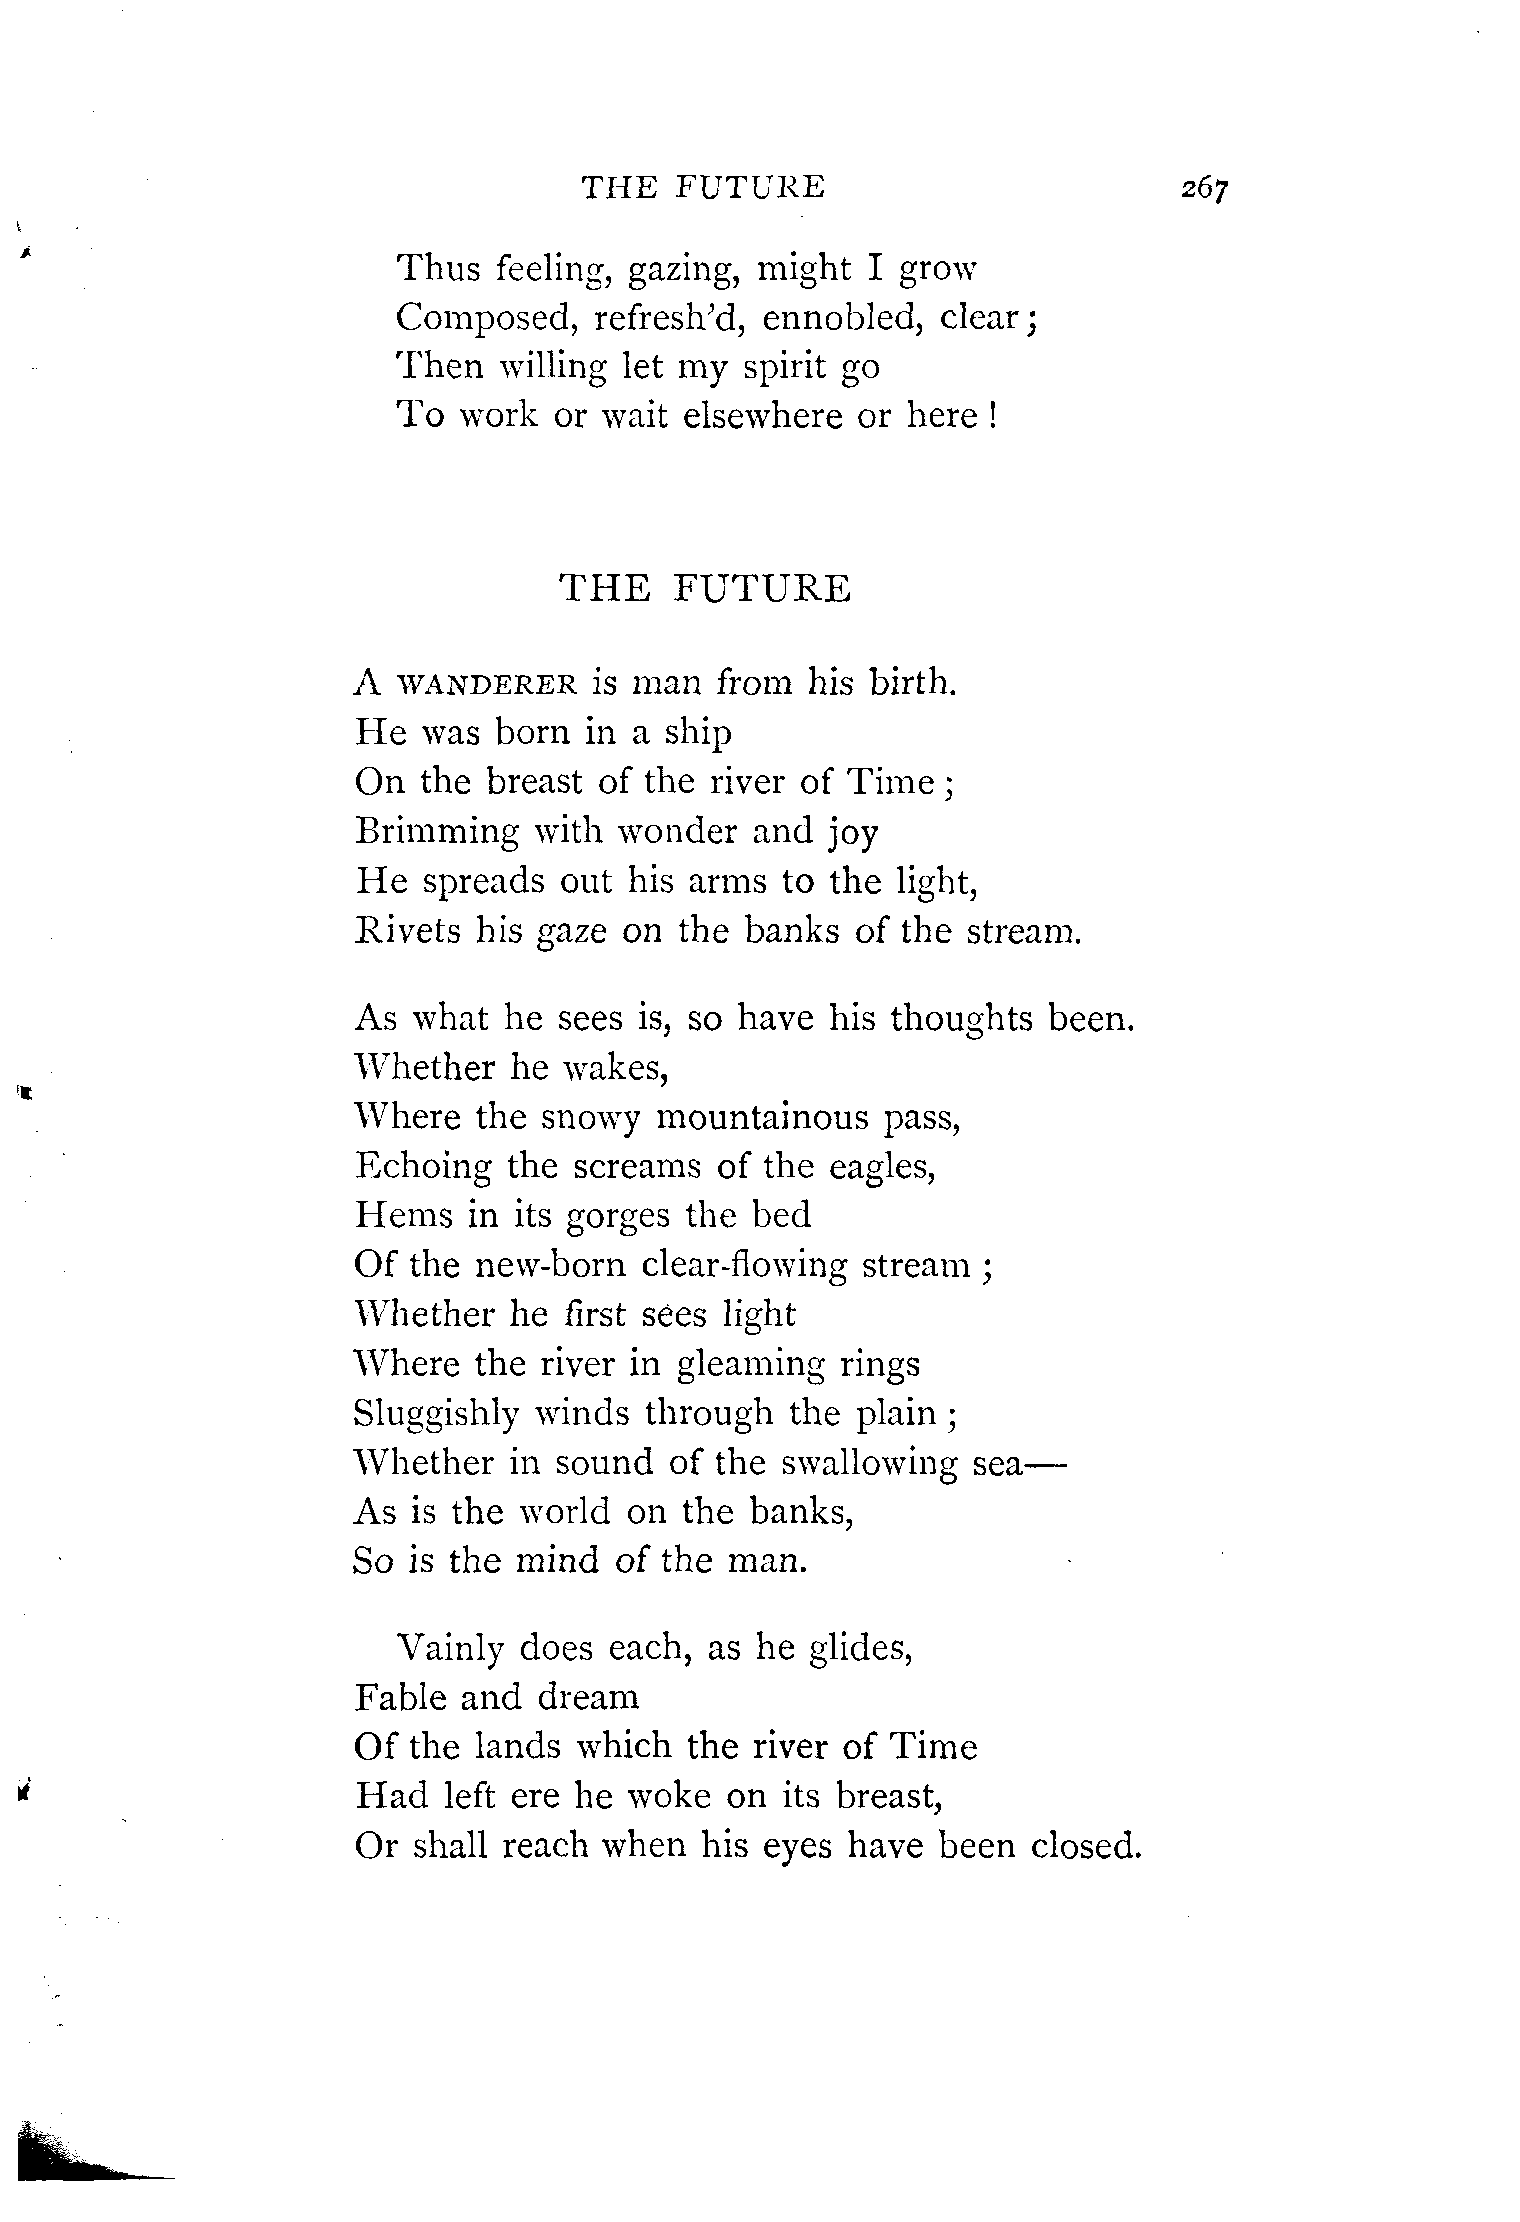 THE FUTURE 267
Thus feeling, gazing, might I grow
Composed, refresh'd, ennobled, clear;
Then willing let my spirit go
To work or wait elsewhere or here!
THE FUTURE
A WANDERER is man from his birth.
He was born in a ship
On the breast of the river of Time;
Brimming with wonder and joy
He spreads out his arms to the light,
Rivets his gaze on the banks of the stream.
As what he sees is, so have his thoughts been.
Whether he wakes,
Where the snowy mountainous pass,
Echoing the screams of the eagles,
Hems in its gorges the bed
Of the new-born clear-flowing stream;
Whether he first sees light
Where the river in gleaming rings
Sluggishly winds through the plain;
Whether in sound of the swallowing sea—
As is the world on the banks,
So is the mind of the man.
Vainly does each, as he glides,
Fable and dream
Of the lands which the river of Time
Had left ere he woke on its breast,
Or shall reach when his eyes have been closed.